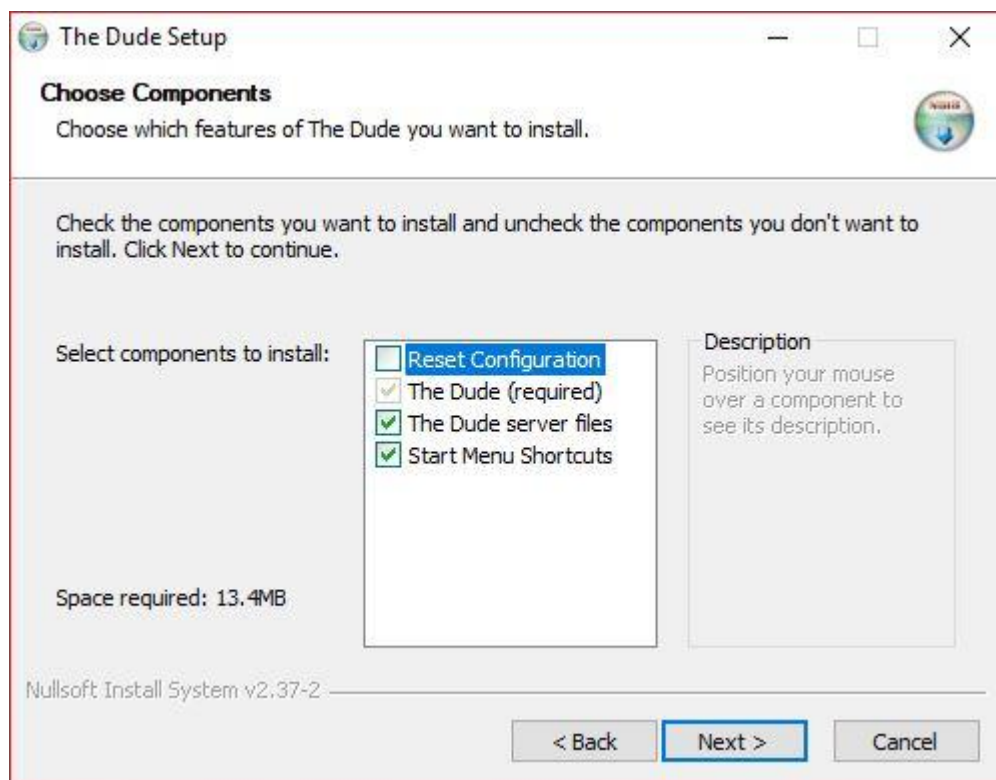 The Dude Setup
Choose Components
Choose which features of The Dude you want to install.
Check the components you want to install and uncheck the components you don't want to
install. Click Next to continue.
Select components to install:
Reset Configuration
The Dude (required)
The Dude server files
Start Menu Shortcuts
Description
Position your mouse
over a component to
see its description.
Space required: 13.4MB
Nullsoft Install System v2.37-2
< Back
Next >
Cancel